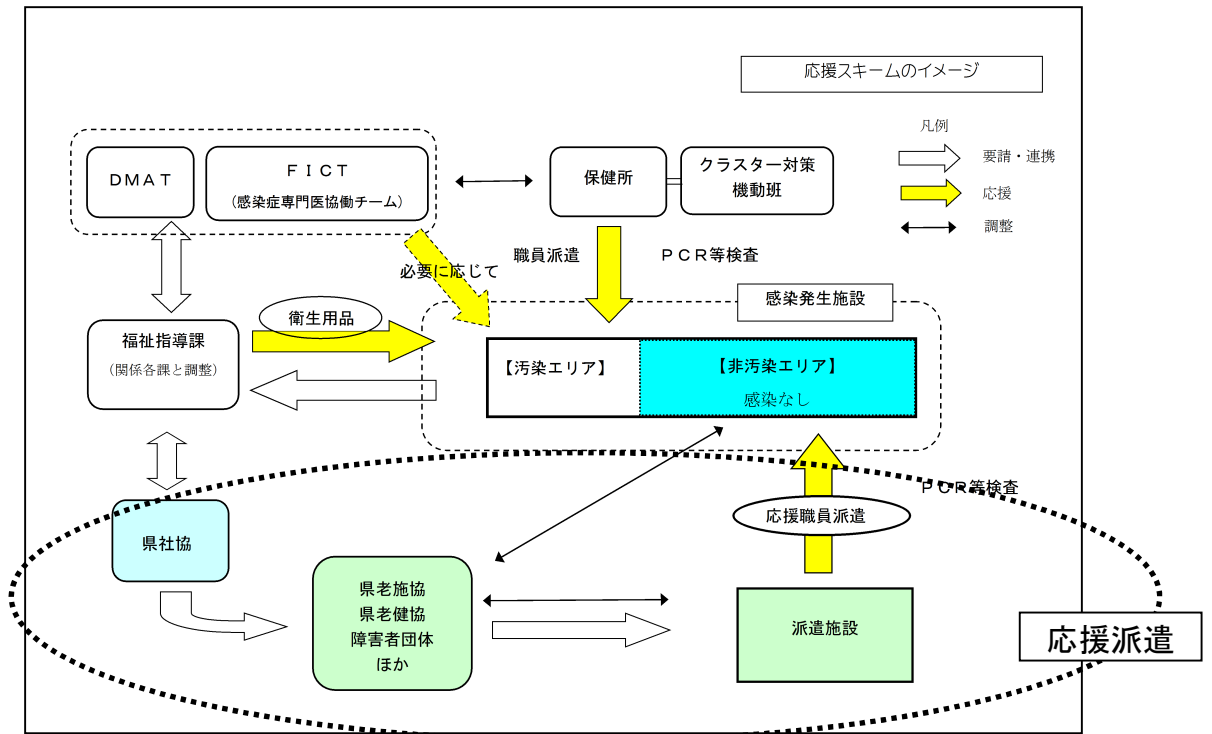 応援スキームのイメージ
凡例
要請・連携
応援
調整
ＤＭＡＴ
ＦＩＣＴ
（感染症専門医協働チーム）
保健所
クラスター対策
機動班
職員派遣
ＰＣＲ等検査
必要に応じて
感染発生施設
衛生用品
福祉指導課
（関係各課と調整）
【汚染エリア】
【非汚染エリア】
感染なし
ＰＣＲ等検査
応援職員派遣
県社協
県老施協
県老健協
障害者団体
ほか
派遣施設
応援派遣